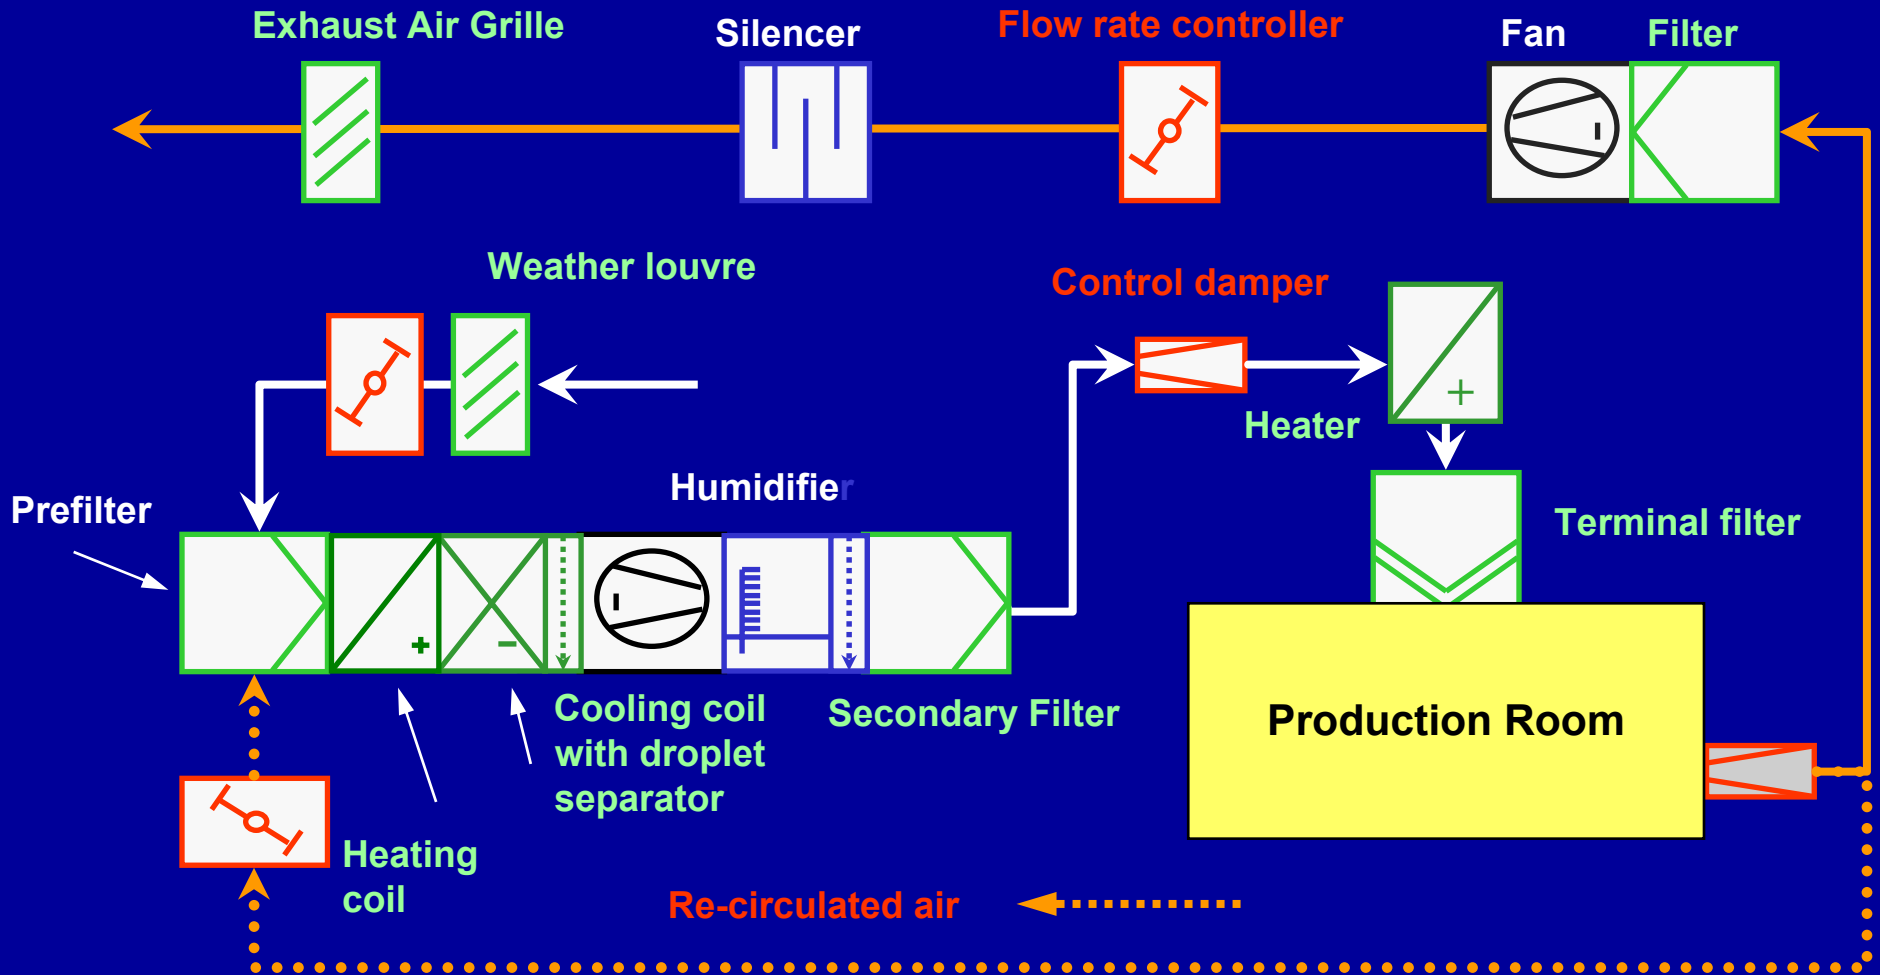 Exhaust Air Grille
Silencer
Flow rate controller
Fan
Filter
Weather louvre
Control damper
Heater
Humidifier
Prefilter
Terminal filter
Cooling coil
with droplet
separator
Secondary Filter
Production Room
Heating
coil
Re-circulated air